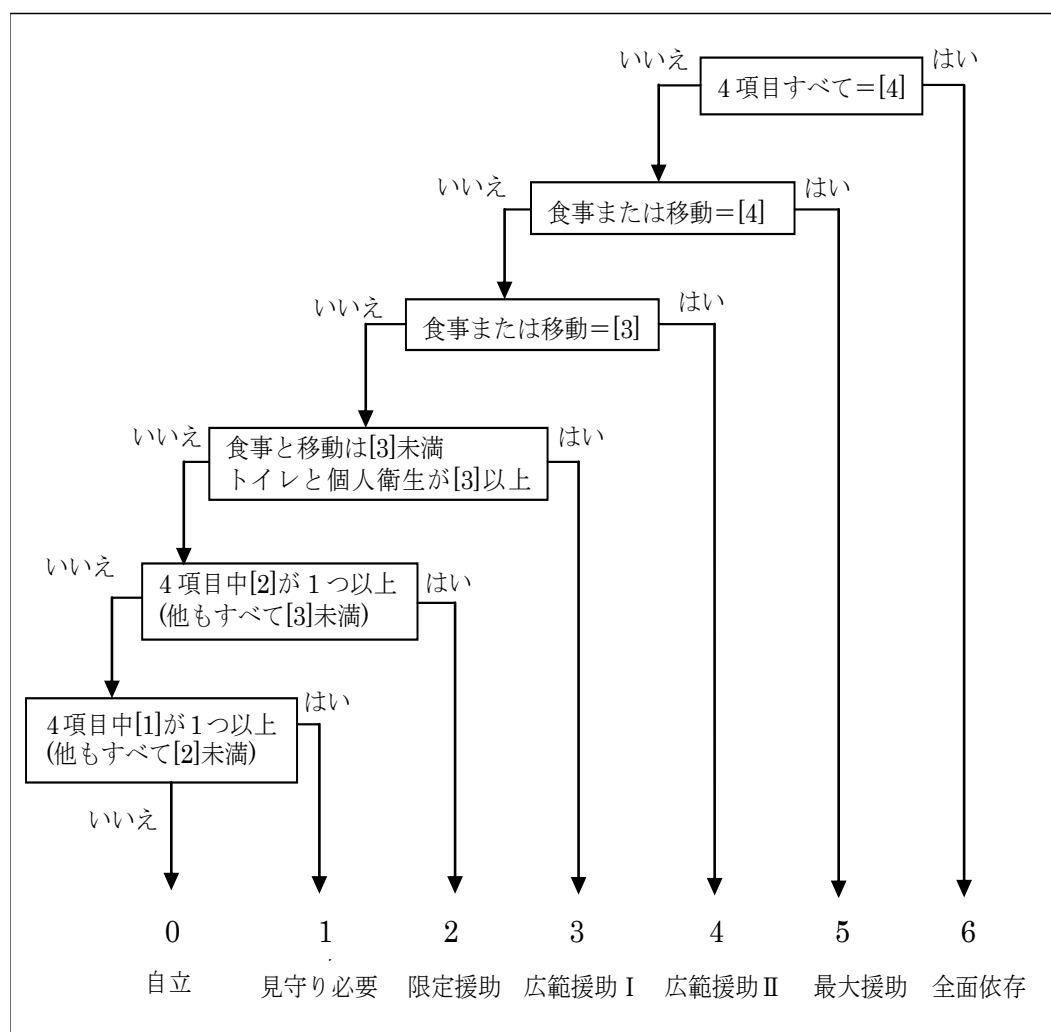 いいえ
はい
4項目すべて＝[4]
いいえ
はい
食事または移動＝[4]
いいえ
はい
食事または移動＝[3]
いいえ
はい
食事と移動は[3]未満
トイレと個人衛生が[3]以上
いいえ
はい
4項目中[2]が1つ以上
(他もすべて[3]未満)
はい
4項目中[1]が1つ以上
(他もすべて[2]未満)
いいえ
0 1 2 3 4 5 6
自立 見守り必要 限定援助 広範援助Ⅰ 広範援助Ⅱ 最大援助 全面依存